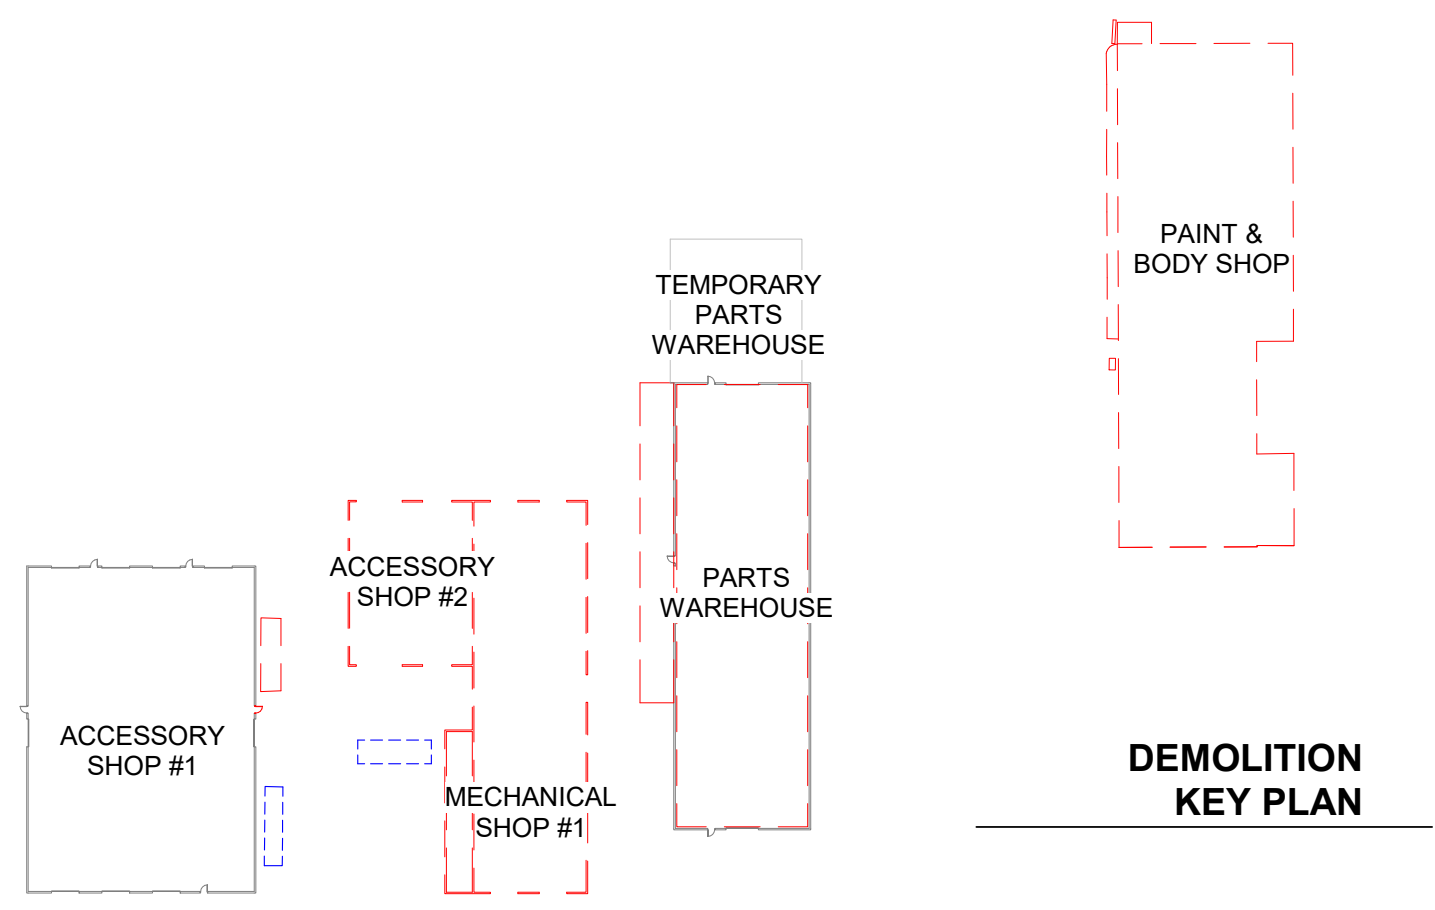 PAINT &
BODY SHOP
TEMPORARY
PARTS
WAREHOUSE
ACCESSORY
SHOP #2
PARTS
WAREHOUSE
ACCESSORY
SHOP #1
MECHANICAL
SHOP #1
DEMOLITION
KEY PLAN